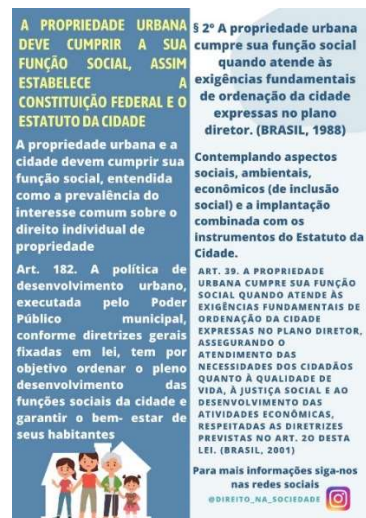 A PROPRIEDADE URBANA
DEVE CUMPRIR A SUA
FUNÇÃO SOCIAL, ASSIM
ESTABELECE A
CONSTITUIÇÃO FEDERAL E O
ESTATUTO DA CIDADE
A propriedade urbana e a
cidade devem cumprir sua
função social, entendida
como a prevalência do
interesse comum sobre o
direito individual de
propriedade
Art. 182. A política de
desenvolvimento urbano,
executada pelo Poder
Público municipal,
conforme diretrizes gerais
fixadas em lei, tem por
objetivo ordenar o pleno
desenvolvimento das
funções sociais da cidade e
garantir o bem- estar de
seus habitantes
§ 2º A propriedade urbana
cumpre sua função social
quando atende às
exigências fundamentais
de ordenação da cidade
expressas no plano
diretor. (BRASIL, 1988)
Contemplando aspectos
sociais, ambientais,
econômicos (de inclusão
social) e a implantação
combinada com os
instrumentos do Estatuto da
Cidade.
ART. 39. A PROPRIEDADE
URBANA CUMPRE SUA FUNÇÃO
SOCIAL QUANDO ATENDE ÀS
EXIGÊNCIAS FUNDAMENTAIS DE
ORDENAÇÃO DA CIDADE
EXPRESSAS NO PLANO DIRETOR,
ASSEGURANDO O
ATENDIMENTO DAS
NECESSIDADES DOS CIDADÃOS
QUANTO À QUALIDADE DE
VIDA, À JUSTIÇA SOCIAL E AO
DESENVOLVIMENTO DAS
ATIVIDADES ECONÔMICAS,
RESPEITADAS AS DIRETRIZES
PREVISTAS NO ART. 2O DESTA
LEI. (BRASIL, 2001)
Para mais informações siga-nos
nas redes sociais
@DIREITO_NA_SOCIEDADE